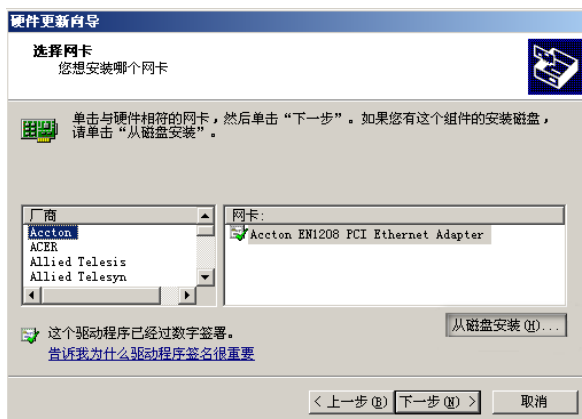 硬件更新向导
选择网卡
您想安装哪个网卡
单击与硬件相符的网卡，然后单击“下一步”。如果您有这个组件的安装磁盘，
请单击“从磁盘安装”。
厂商
Accton
ACER
Allied Telesis
Allied Telesyn
网卡:
Accton EN1208 PCI Ethernet Adapter
这个驱动程序已经过数字签署。
告诉我为什么驱动程序签名很重要
从磁盘安装(H)...
< 上一步(B)
下一步(N) >
取消